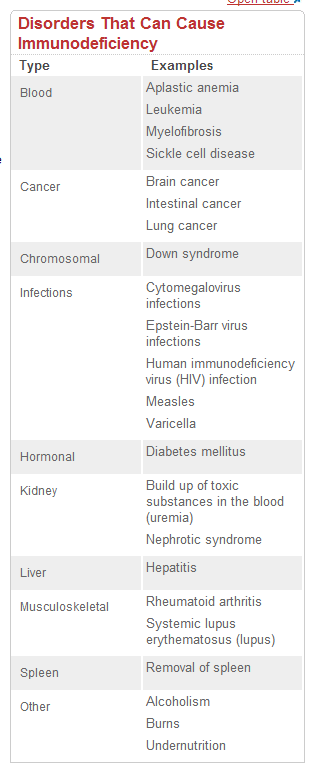 Open table
Disorders That Can Cause
Immunodeficiency
Type Examples
Blood Aplastic anemia
Leukemia
Myelofibrosis
Sickle cell disease
Cancer Brain cancer
Intestinal cancer
Lung cancer
Chromosomal Down syndrome
Infections Cytomegalovirus
infections
Epstein-Barr virus
infections
Human immunodeficiency
virus (HIV) infection
Measles
Varicella
Hormonal Diabetes mellitus
Kidney Build up of toxic
substances in the blood
(uremia)
Nephrotic syndrome
Liver Hepatitis
Musculoskeletal Rheumatoid arthritis
Systemic lupus
erythematosus (lupus)
Spleen Removal of spleen
Other Alcoholism
Burns
Undernutrition